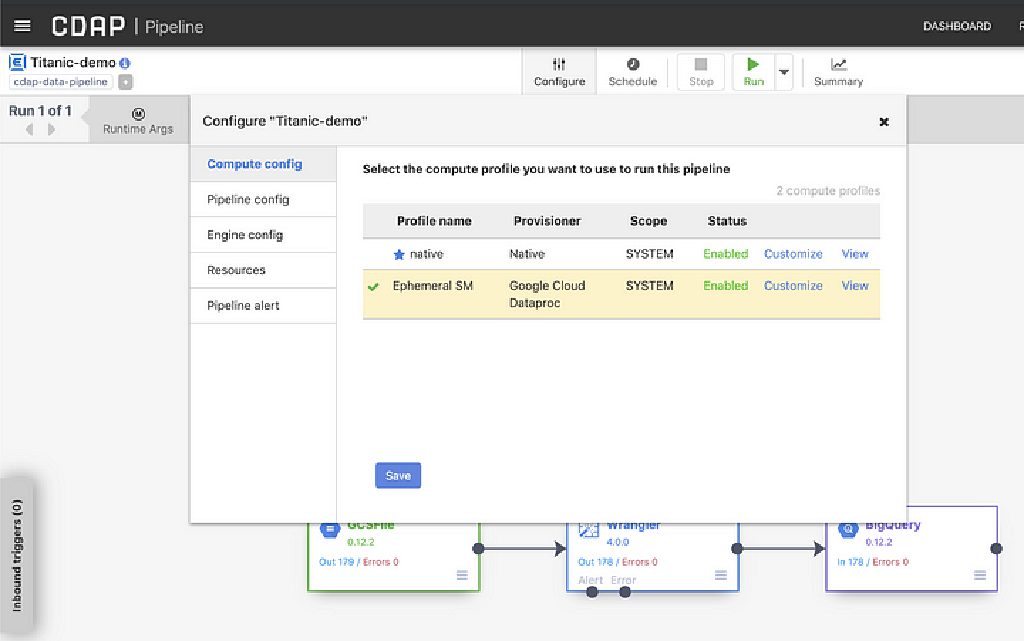 CDAP | Pipeline
DASHBOARD
Titanic-demo
cdap-data-pipeline
+
Configure
Schedule
Stop
Run
Summary
Run 1 of 1
Runtime Args
Configure "Titanic-demo"
Compute config
Pipeline config
Engine config
Resources
Pipeline alert
Select the compute profile you want to use to run this pipeline
2 compute profiles
Profile name Provisioner Scope Status
native Native SYSTEM Enabled Customize View
Ephemeral SM Google Cloud Dataproc SYSTEM Enabled Customize View
Save
Inbound triggers (0)
GCSFile
0.12.2
Out 179 / Errors 0
Wrangler
4.0.0
Out 178 / Errors 0
Alert Error
BigQuery
0.12.2
In 178 / Errors 0